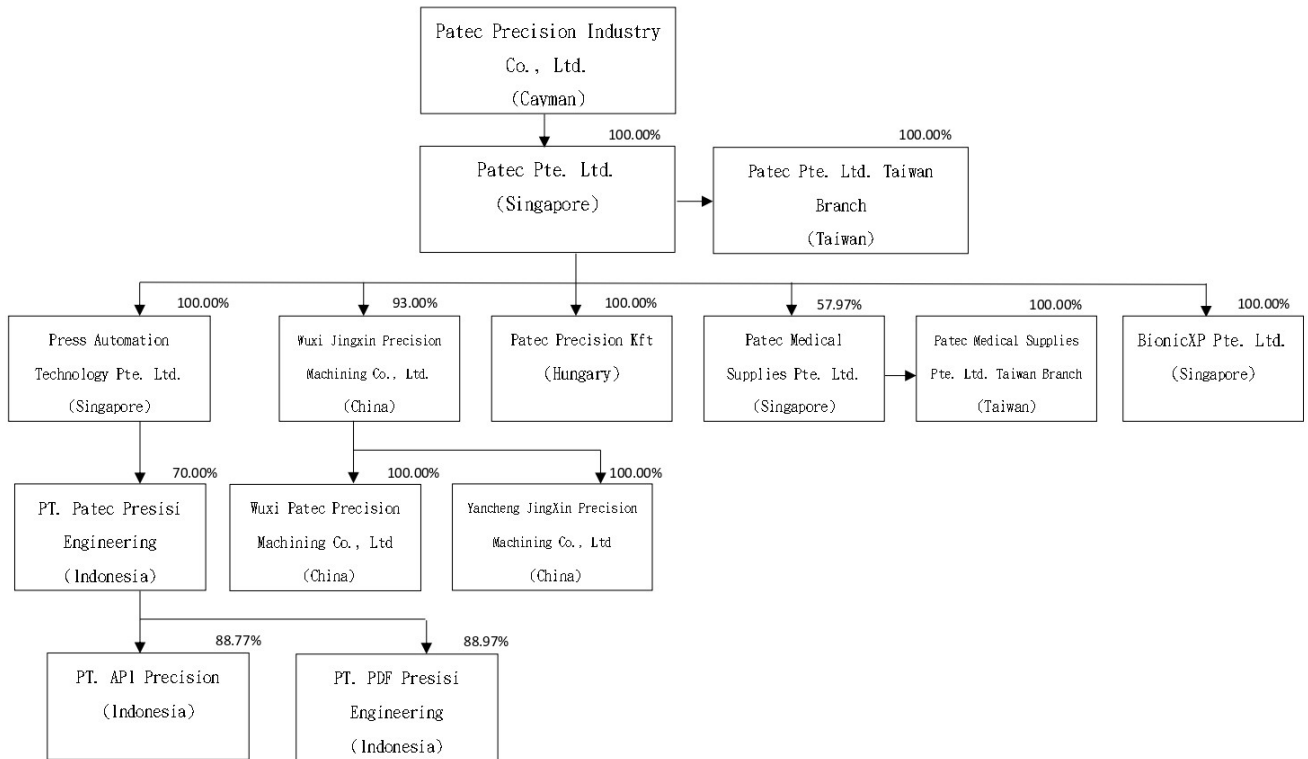 Patec Precision Industry
Co., Ltd.
(Cayman)
100.00%
100.00%
Patec Pte. Ltd.
(Singapore)
Patec Pte. Ltd. Taiwan
Branch
(Taiwan)
100.00%
93.00%
100.00%
57.97%
100.00%
100.00%
Press Automation
Technology Pte. Ltd.
(Singapore)
Wuxi Jingxin Precision
Machining Co., Ltd.
(China)
Patec Precision Kft
(Hungary)
Patec Medical
Supplies Pte. Ltd.
(Singapore)
Patec Medical Supplies
Pte. Ltd. Taiwan Branch
(Taiwan)
BionicXP Pte. Ltd.
(Singapore)
70.00%
100.00%
100.00%
PT. Patec Presisi
Engineering
(Indonesia)
Wuxi Patec Precision
Machining Co., Ltd
(China)
Yancheng JingXin Precision
Machining Co., Ltd
(China)
88.77%
88.97%
PT. API Precision
(Indonesia)
PT. PDF Presisi
Engineering
(Indonesia)